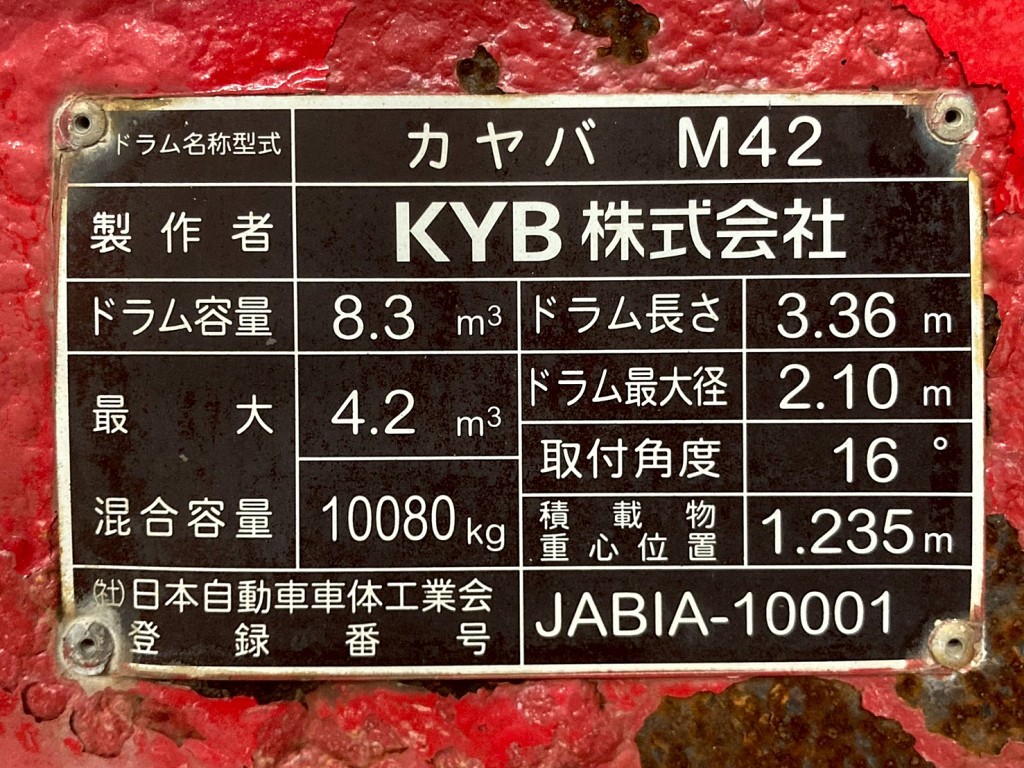 ドラム名称型式 カヤバ M42
製作者 KYB 株式会社
ドラム容量 8.3 m³ ドラム長さ 3.36 m
最大 4.2 m³ ドラム最大径 2.10 m
取付角度 16 °
混合容量 10080 kg 積載物 1.235 m
重心位置
㈳日本自動車車体工業会 JABIA-10001
登録番号